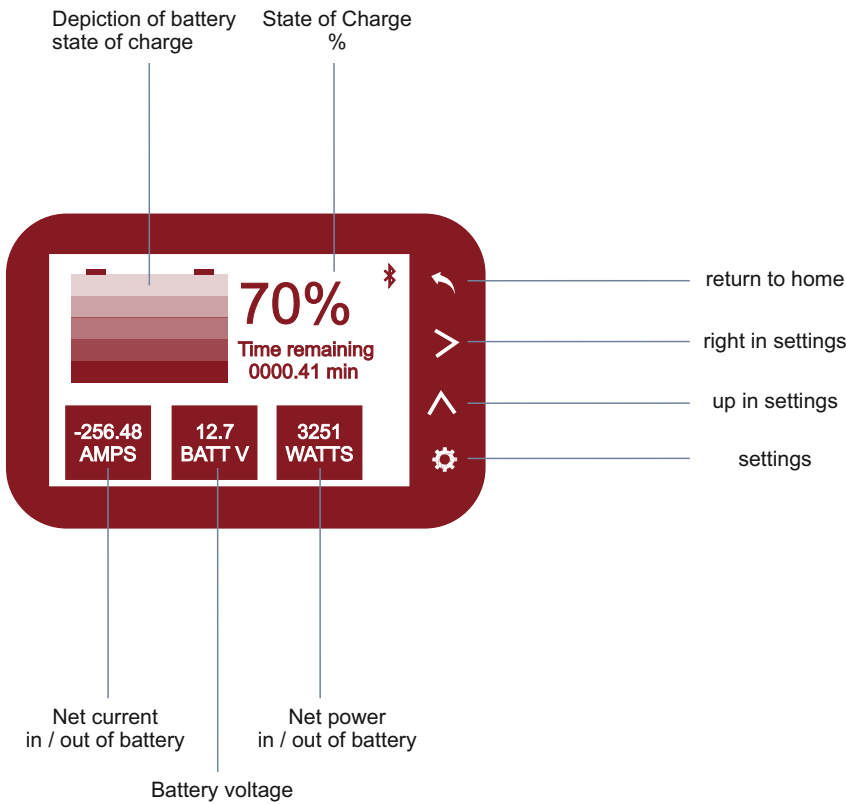 Depiction of battery
state of charge
State of Charge
%
70%
Time remaining
0000.41 min
-256.48
AMPS
12.7
BATT V
3251
WATTS
return to home
right in settings
up in settings
settings
Net current
in / out of battery
Net power
in / out of battery
Battery voltage